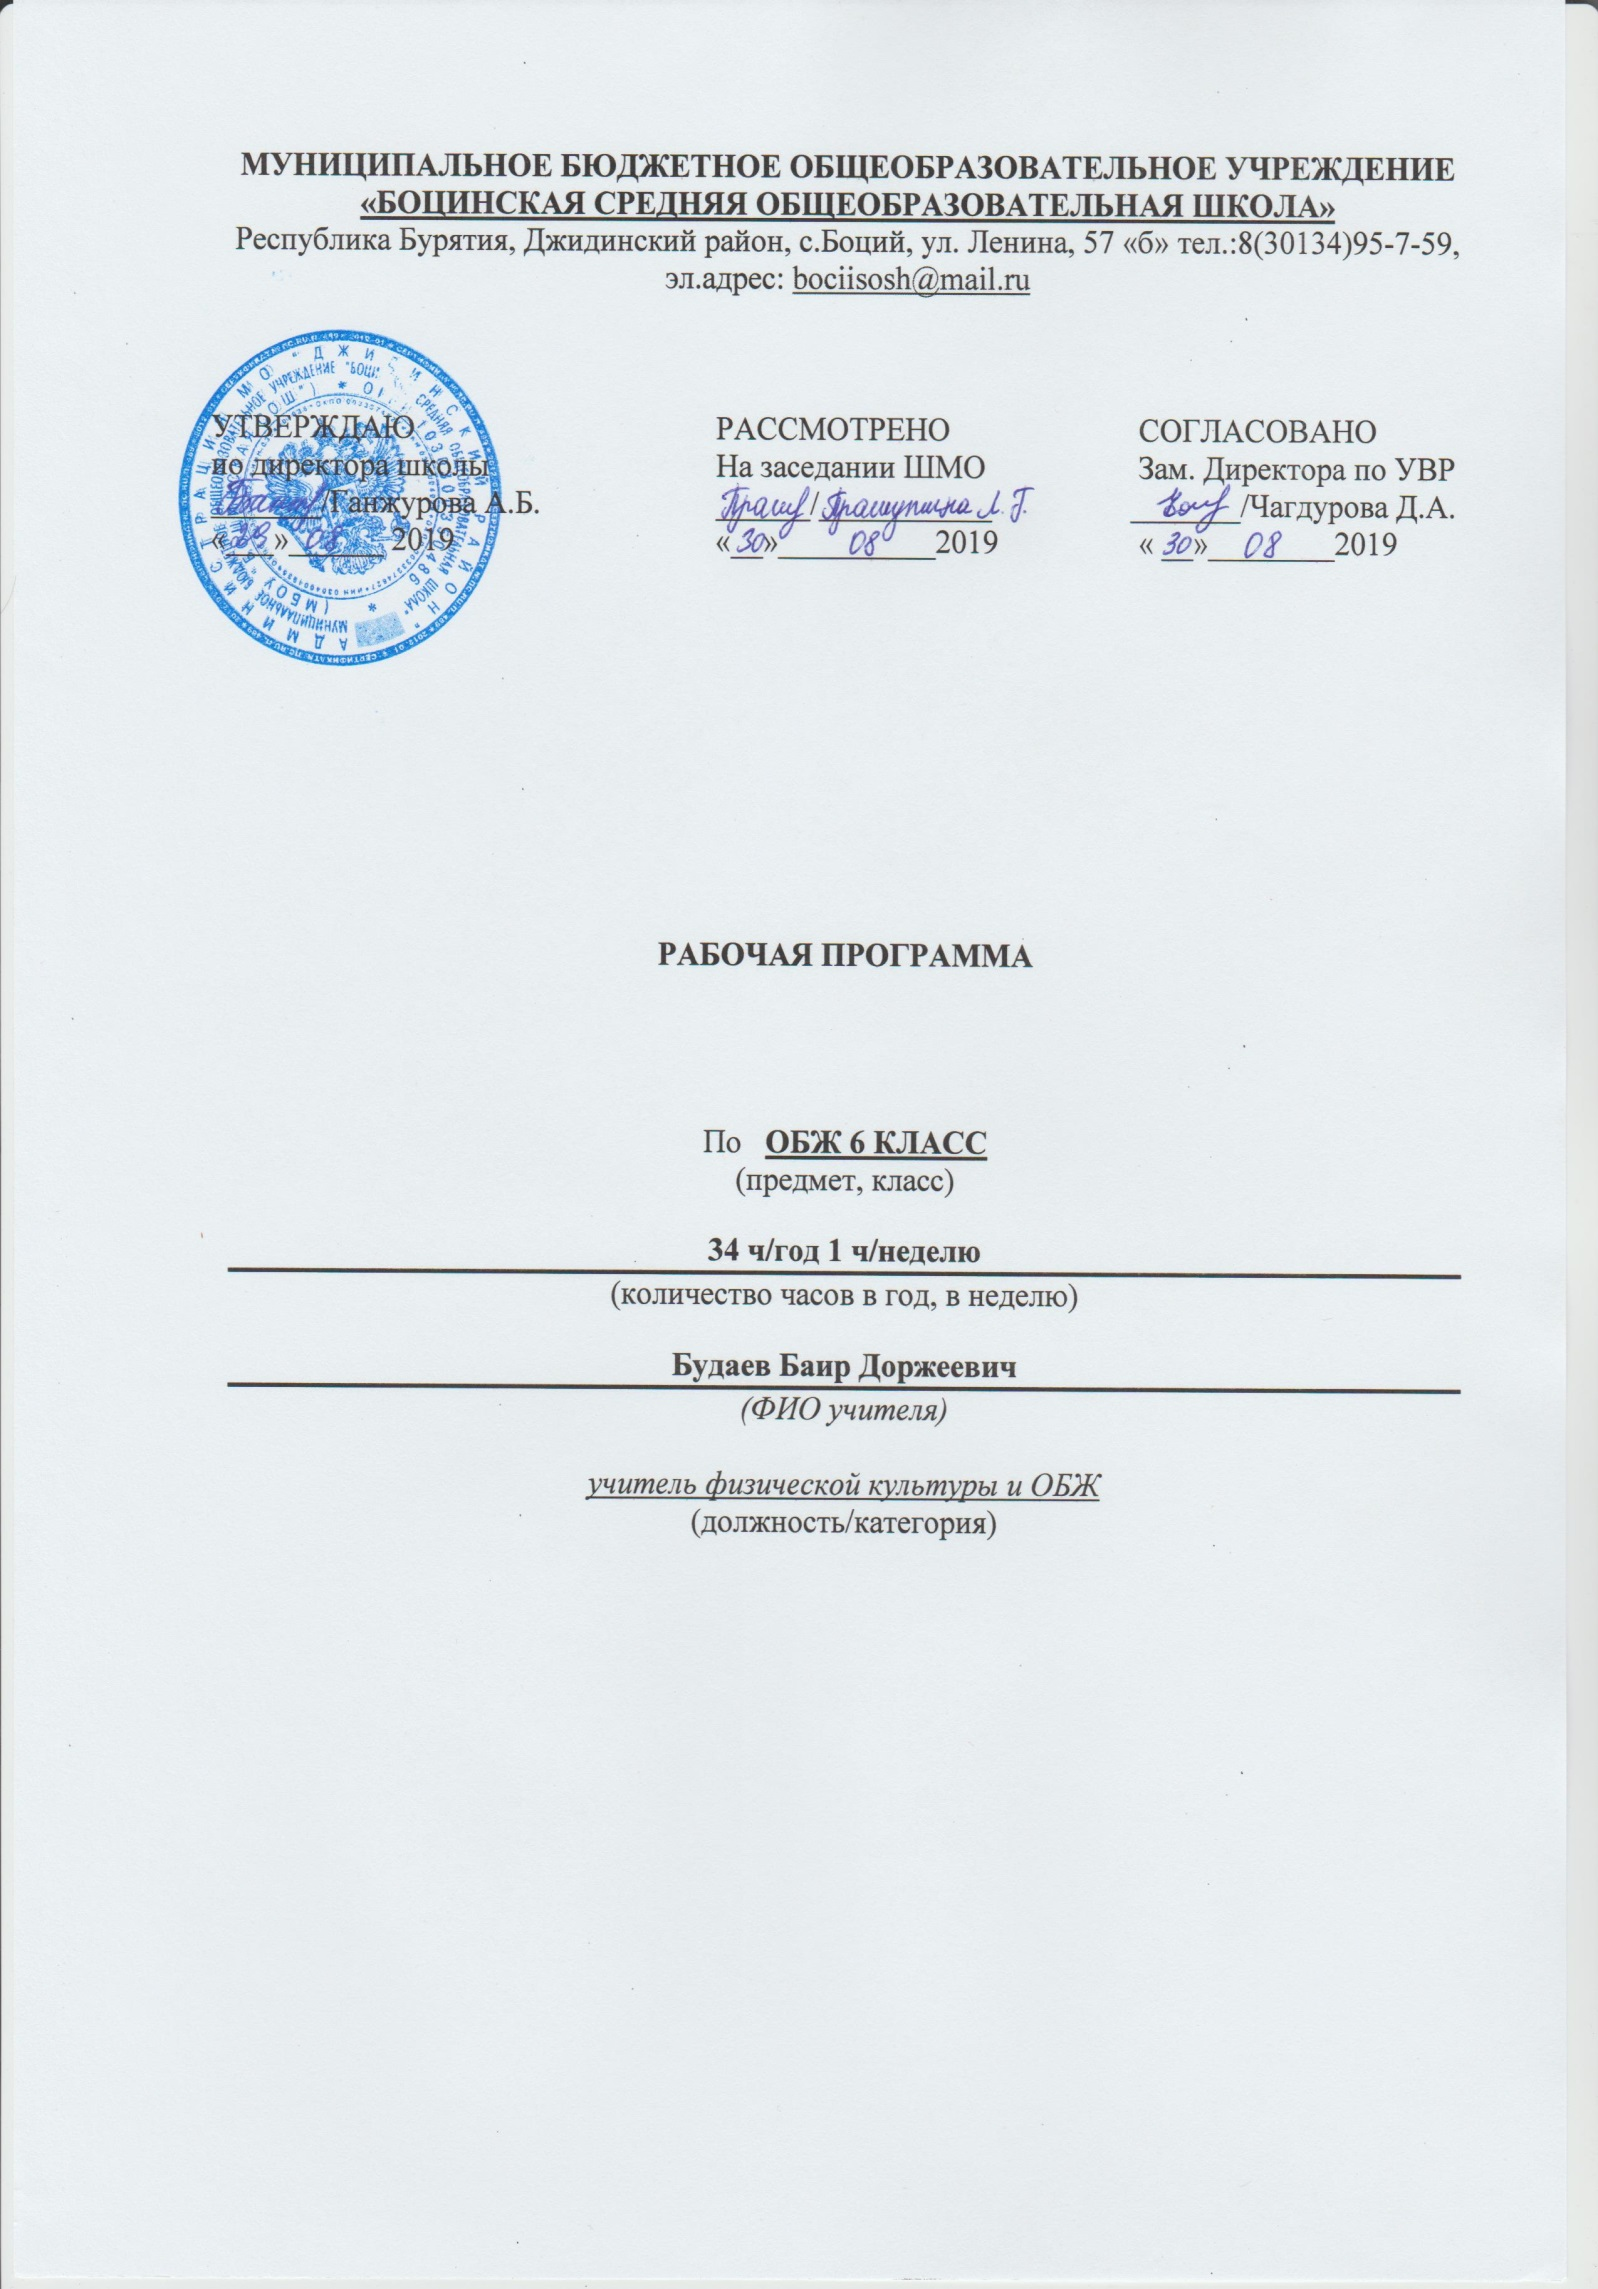 МУНИЦИПАЛЬНОЕ БЮДЖЕТНОЕ ОБЩЕОБРАЗОВАТЕЛЬНОЕ УЧРЕЖДЕНИЕ
«БОЦИНСКАЯ СРЕДНЯЯ ОБЩЕОБРАЗОВАТЕЛЬНАЯ ШКОЛА»
Республика Бурятия, Джидинский район, с.Боций, ул. Ленина, 57 «б» тел.:8(30134)95-7-59,
эл.адрес: bociisosh@mail.ru
УТВЕРЖДАЮ
ио директора школы
/Ганжурова А.Б.
« » 08 2019
РАССМОТРЕНО
На заседании ШМО
/
«30» 08 2019
СОГЛАСОВАНО
Зам. Директора по УВР
/Чагдурова Д.А.
«30» 08 2019
РАБОЧАЯ ПРОГРАММА
По ОБЖ 6 КЛАСС
(предмет, класс)
34 ч/год 1 ч/неделю
(количество часов в год, в неделю)
Будаев Баир Доржеевич
(ФИО учителя)
учитель физической культуры и ОБЖ
(должность/категория)